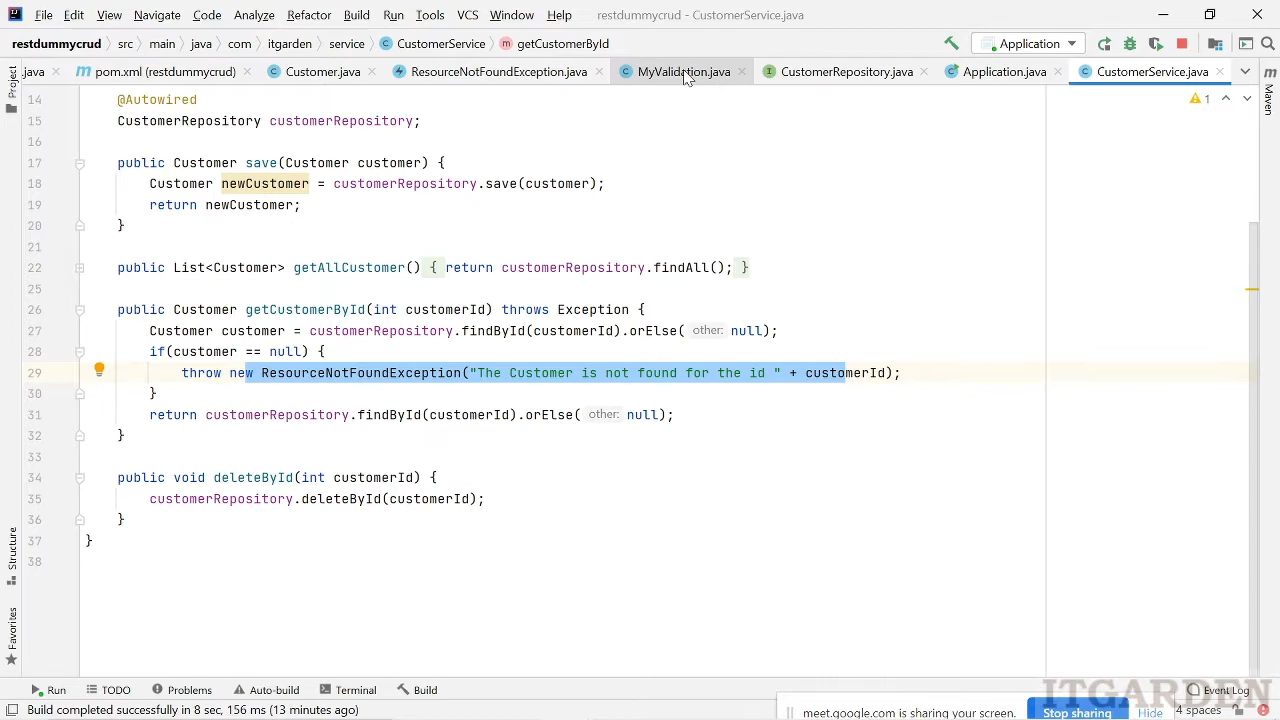 File Edit View Navigate Code Analyze Refactor Build Run Tools VCS Window Help restdummycrud - CustomerService.java
restdummycrud src main java com itgarden service CustomerService getCustomerById Application
.java pom.xml (restdummycrud) Customer.java ResourceNotFoundException.java MyValidation.java CustomerRepository.java Application.java CustomerService.java
Project
Maven
1
14 @Autowired
15 CustomerRepository customerRepository;
16
17 public Customer save(Customer customer) {
18 Customer newCustomer = customerRepository.save(customer);
19 return newCustomer;
20 }
21
22 public List<Customer> getAllCustomer() { return customerRepository.findAll(); }
25
26 public Customer getCustomerById(int customerId) throws Exception {
27 Customer customer = customerRepository.findById(customerId).orElse( other: null);
28 if(customer == null) {
29 throw new ResourceNotFoundException("The Customer is not found for the id " + customerId);
30 }
31 return customerRepository.findById(customerId).orElse( other: null);
32 }
33
34 public void deleteById(int customerId) {
35 customerRepository.deleteById(customerId);
36 }
37 }
38
Structure
Favorites
Run TODO Problems Auto-build Terminal Build Event Log
ITGARDEN
Build completed successfully in 8 sec, 156 ms (13 minutes ago)
meet.google.com is sharing your screen. Stop sharing Hide 4 spaces